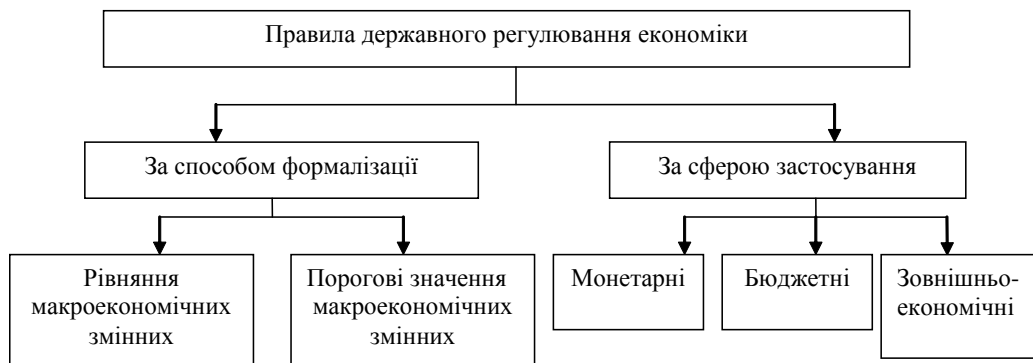 Правила державного регулювання економіки
За способом формалізації
За сферою застосування
Рівняння
макроекономічних
змінних
Порогові значення
макроекономічних
змінних
Монетарні
Бюджетні
Зовнішньо-
економічні